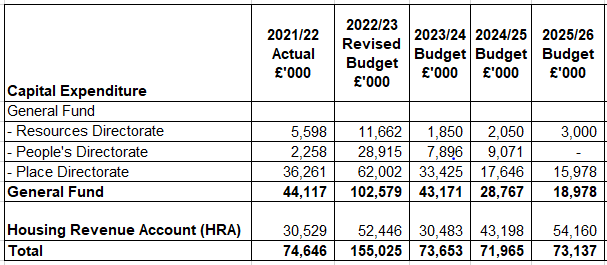 Capital Expenditure 2021/22 Actual £'000 2022/23 Revised Budget £'000 2023/24 Budget £'000 2024/25 Budget £'000 2025/26 Budget £'000
General Fund
- Resources Directorate 5,598 11,662 1,850 2,050 3,000
- People's Directorate 2,258 28,915 7,896 9,071 -
- Place Directorate 36,261 62,002 33,425 17,646 15,978
General Fund 44,117 102,579 43,171 28,767 18,978
Housing Revenue Account (HRA) 30,529 52,446 30,483 43,198 54,160
Total 74,646 155,025 73,653 71,965 73,137